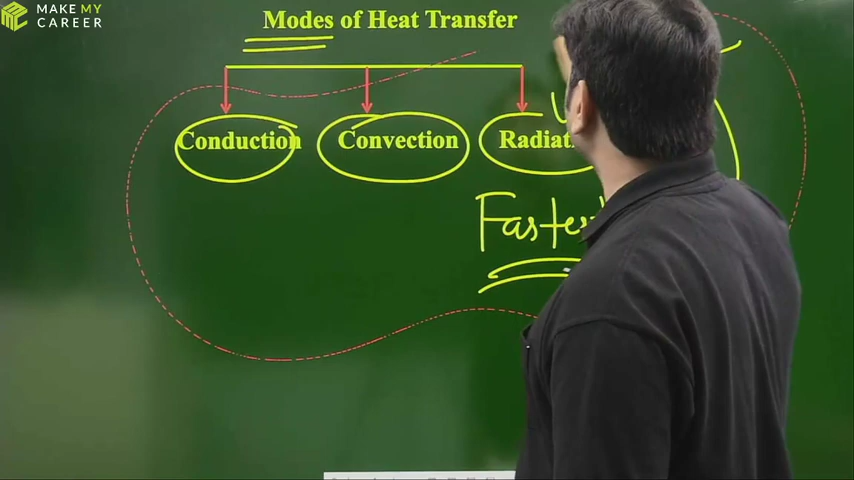 MAKE MY
CAREER
Modes of Heat Transfer
Conduction Convection